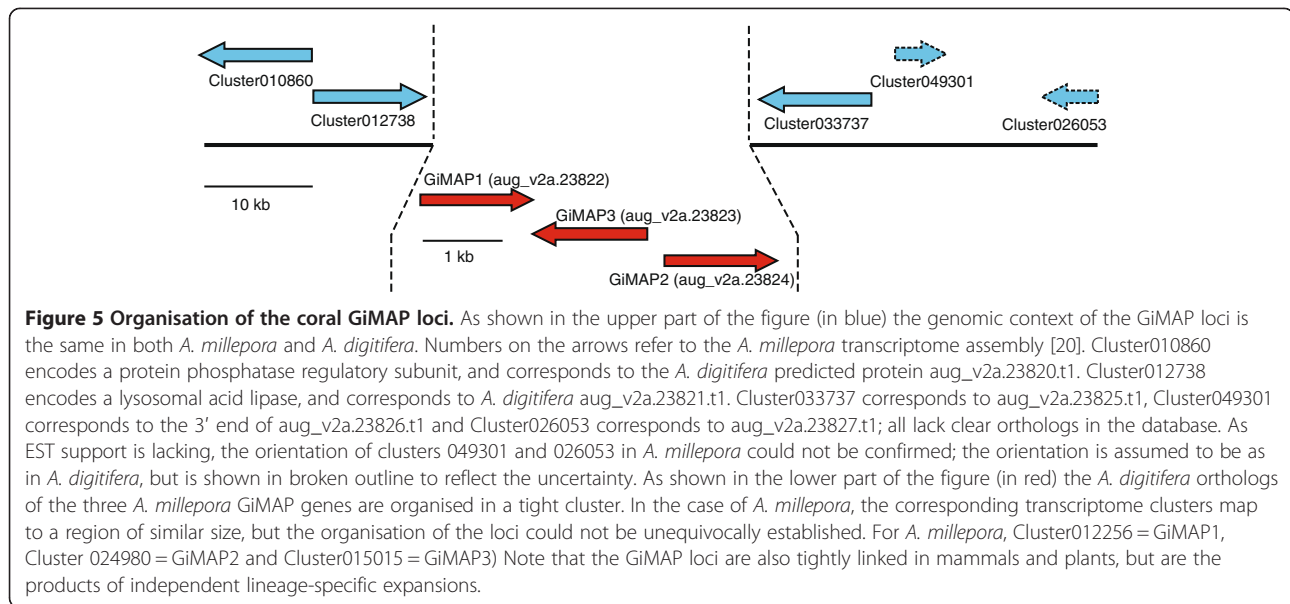 Cluster010860
Cluster012738
Cluster049301
Cluster033737
Cluster026053
10 kb
GiMAP1 (aug_v2a.23822)
GiMAP3 (aug_v2a.23823)
1 kb
GiMAP2 (aug_v2a.23824)
Figure 5 Organisation of the coral GiMAP loci. As shown in the upper part of the figure (in blue) the genomic context of the GiMAP loci is
the same in both A. millepora and A. digitifera. Numbers on the arrows refer to the A. millepora transcriptome assembly [20]. Cluster010860
encodes a protein phosphatase regulatory subunit, and corresponds to the A. digitifera predicted protein aug_v2a.23820.t1. Cluster012738
encodes a lysosomal acid lipase, and corresponds to A. digitifera aug_v2a.23821.t1. Cluster033737 corresponds to aug_v2a.23825.t1, Cluster049301
corresponds to the 3′ end of aug_v2a.23826.t1 and Cluster026053 corresponds to aug_v2a.23827.t1; all lack clear orthologs in the database. As
EST support is lacking, the orientation of clusters 049301 and 026053 in A. millepora could not be confirmed; the orientation is assumed to be as
in A. digitifera, but is shown in broken outline to reflect the uncertainty. As shown in the lower part of the figure (in red) the A. digitifera orthologs
of the three A. millepora GiMAP genes are organised in a tight cluster. In the case of A. millepora, the corresponding transcriptome clusters map
to a region of similar size, but the organisation of the loci could not be unequivocally established. For A. millepora, Cluster012256 = GiMAP1,
Cluster 024980 = GiMAP2 and Cluster015015 = GiMAP3) Note that the GiMAP loci are also tightly linked in mammals and plants, but are the
products of independent lineage-specific expansions.